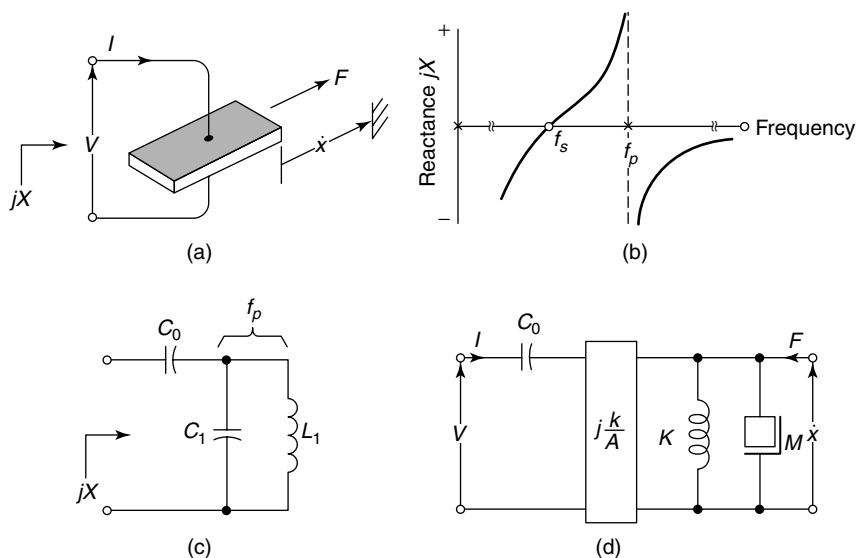 I
F
V
ẋ
jX
(a)
Reactance jX
+
−
f_s
f_p
Frequency
(b)
f_p
C_0
C_1
L_1
jX
(c)
I
C_0
F
V
j k/A
K
M
ẋ
(d)